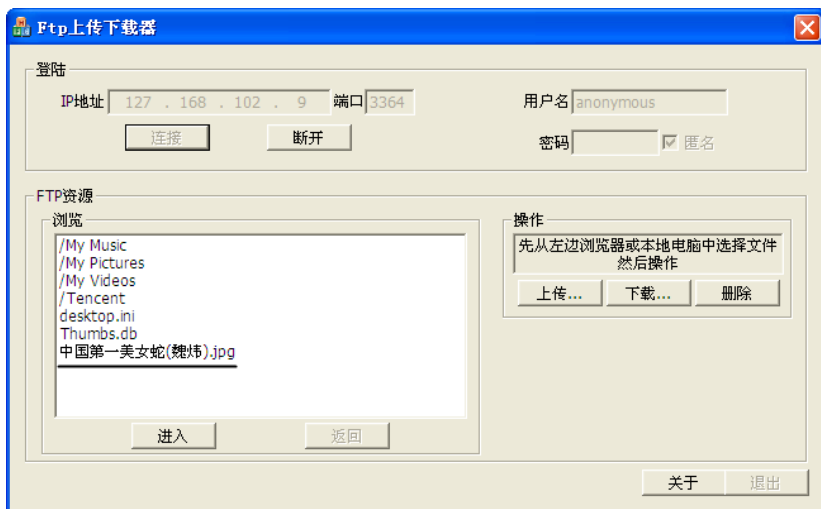 Ftp上传下载器
登陆
IP地址 127 . 168 . 102 . 9 端口 3364 用户名 anonymous
连接 断开 密码 匿名
FTP资源
浏览 操作
/My Music
/My Pictures
/My Videos
/Tencent
desktop.ini
Thumbs.db
中国第一美女蛇(魏炜).jpg
先从左边浏览器或本地电脑中选择文件
然后操作
上传... 下载... 删除
进入 返回
关于 退出